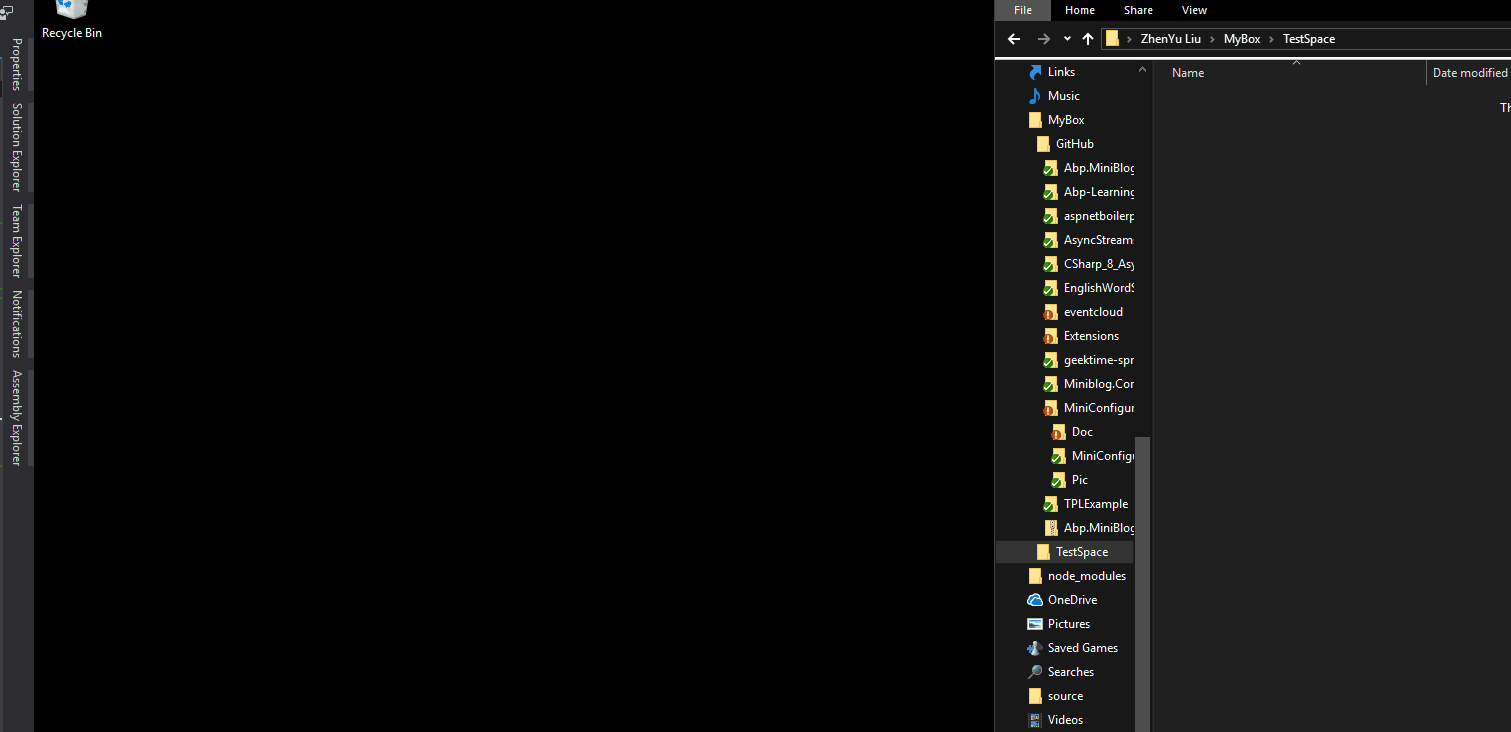 Recycle Bin
Properties
Solution Explorer
Team Explorer
Notifications
Assembly Explorer
File Home Share View
ZhenYu Liu MyBox TestSpace
Name Date modified
Links
Music
MyBox
GitHub
Abp.MiniBlog
Abp-Learning
aspnetboilerp
AsyncStream
CSharp_8_Asy
EnglishWordS
eventcloud
Extensions
geektime-spr
Miniblog.Cor
MiniConfigur
Doc
MiniConfigu
Pic
TPLExample
Abp.MiniBlog
TestSpace
node_modules
OneDrive
Pictures
Saved Games
Searches
source
Videos
Th